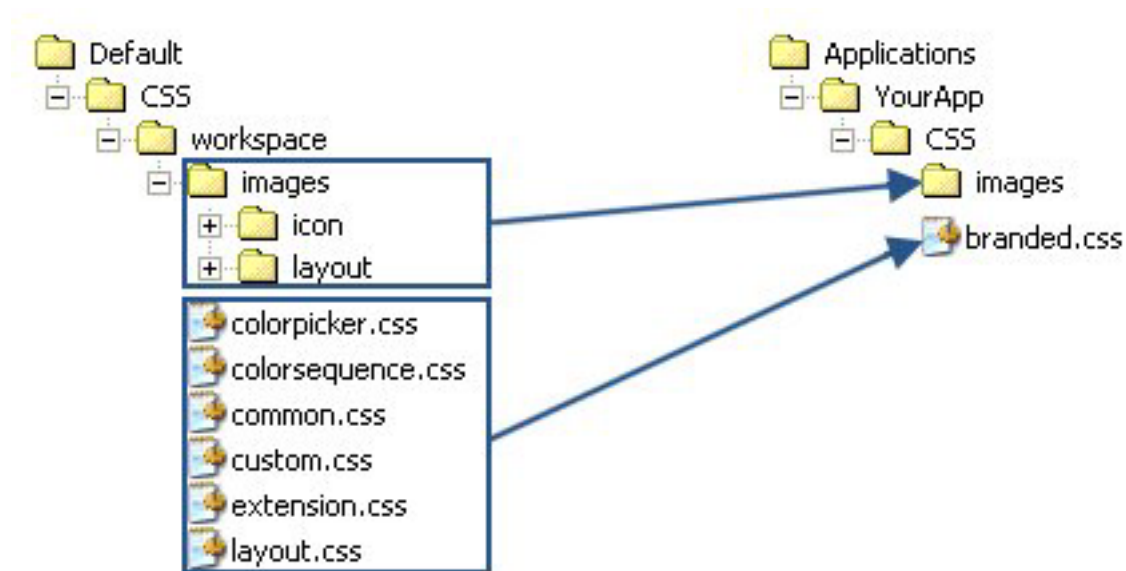 Default
CSS
workspace
images
icon
layout
colorpicker.css
colorsequence.css
common.css
custom.css
extension.css
layout.css
Applications
YourApp
CSS
images
branded.css